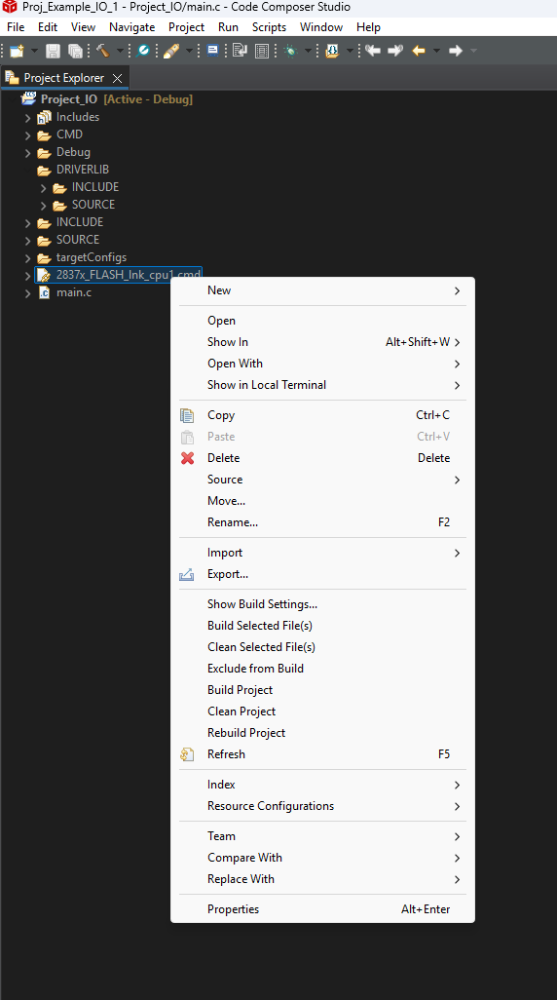 Proj_Example_IO_1 - Project_IO/main.c - Code Composer Studio
File Edit View Navigate Project Run Scripts Window Help
Project Explorer
Project_IO [Active - Debug]
Includes
CMD
Debug
DRIVERLIB
INCLUDE
SOURCE
INCLUDE
SOURCE
targetConfigs
2837x_FLASH_lnk_cpu1.cmd
main.c
New
Open
Show In Alt+Shift+W
Open With
Show in Local Terminal
Copy Ctrl+C
Paste Ctrl+V
Delete Delete
Source
Move...
Rename... F2
Import
Export...
Show Build Settings...
Build Selected File(s)
Clean Selected File(s)
Exclude from Build
Build Project
Clean Project
Rebuild Project
Refresh F5
Index
Resource Configurations
Team
Compare With
Replace With
Properties Alt+Enter